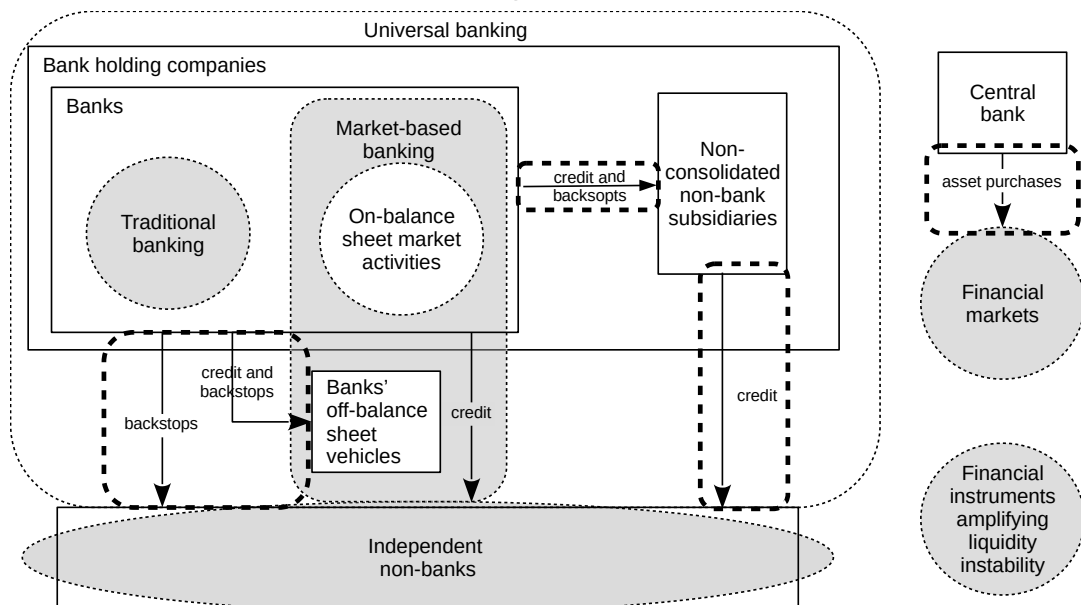 Universal banking
Bank holding companies
Banks
Market-based
banking
Traditional
banking
On-balance
sheet market
activities
credit and
backsopts
Non-
consolidated
non-bank
subsidiaries
Central
bank
asset purchases
Financial
markets
credit and
backstops
backstops
Banks’
off-balance
sheet
vehicles
credit
credit
Independent
non-banks
Financial
instruments
amplifying
liquidity
instability